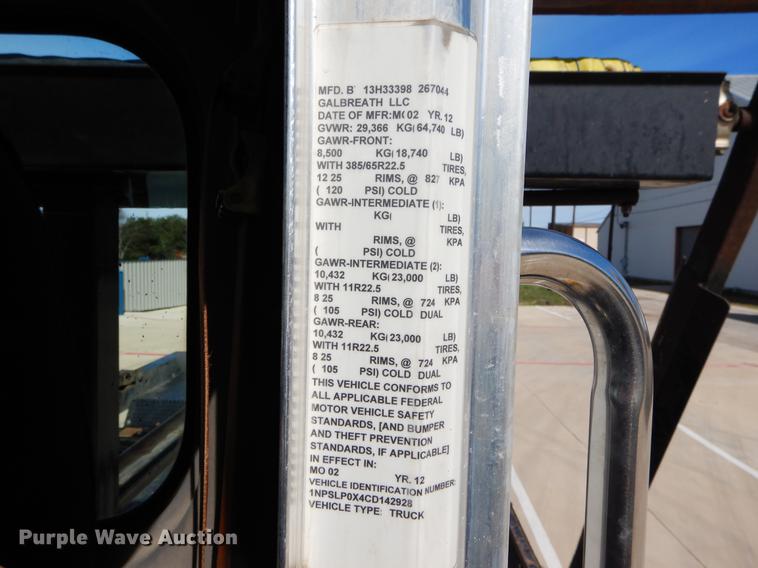 MFD. B' 13H33398 267044
GALBREATH LLC
DATE OF MFR:M( 02 YR. 12
GVWR: 29,366 KG( 64,740 LB)
GAWR-FRONT:
8,500 KG( 18,740 LB)
WITH 385/65R22.5 TIRES,
12 25 RIMS, @ 827 KPA
( 120 PSI) COLD
GAWR-INTERMEDIATE (1):
KG( LB)
WITH TIRES,
RIMS, @ KPA
( PSI) COLD
GAWR-INTERMEDIATE (2):
10,432 KG( 23,000 LB)
WITH 11R22.5 TIRES,
8 25 RIMS, @ 724 KPA
( 105 PSI) COLD DUAL
GAWR-REAR:
10,432 KG( 23,000 LB)
WITH 11R22.5 TIRES,
8 25 RIMS, @ 724 KPA
( 105 PSI) COLD DUAL
THIS VEHICLE CONFORMS TO
ALL APPLICABLE FEDERAL
MOTOR VEHICLE SAFETY
STANDARDS, [AND BUMPER
AND THEFT PREVENTION
STANDARDS, IF APPLICABLE]
IN EFFECT IN:
MO 02 YR. 12
VEHICLE IDENTIFICATION NUMBER:
1NPSLP0X4CD142928
VEHICLE TYPE: TRUCK
Purple Wave Auction